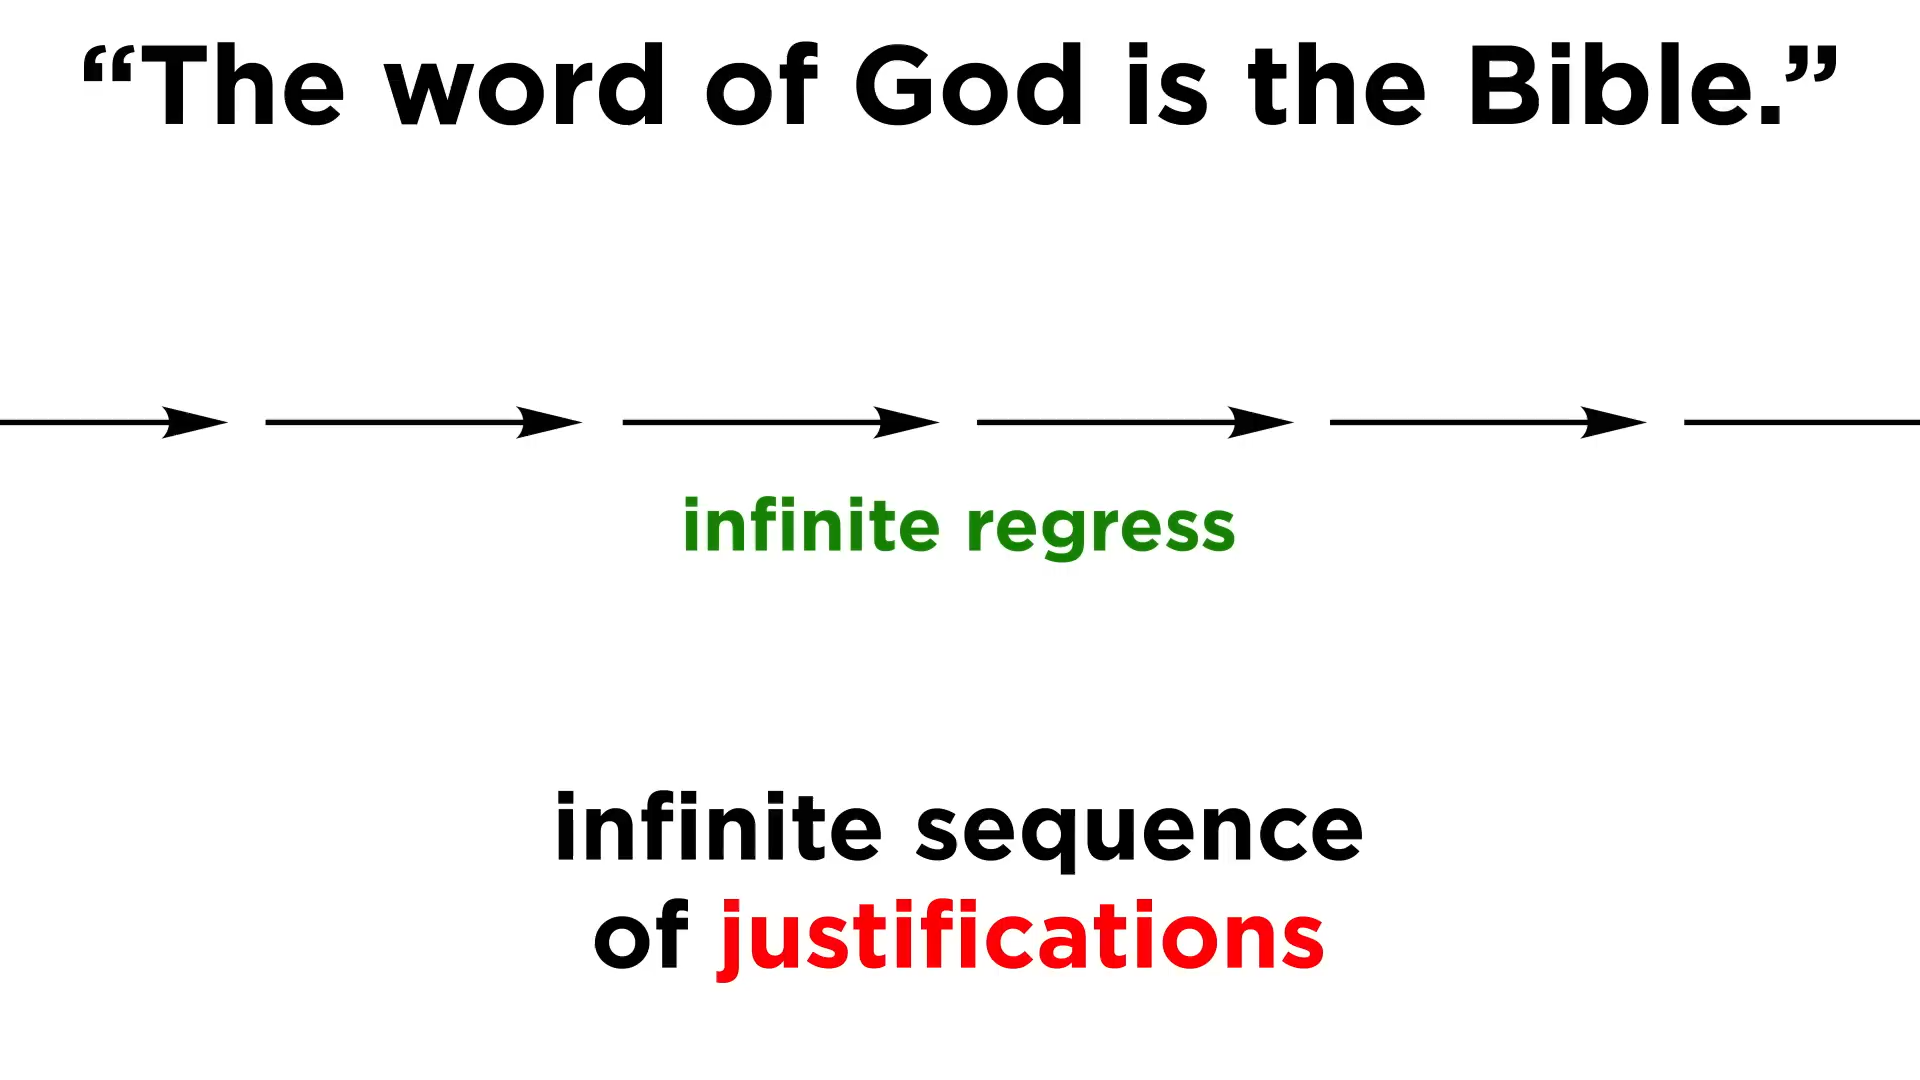 “The word of God is the Bible.”
infinite regress
infinite sequence
of justifications